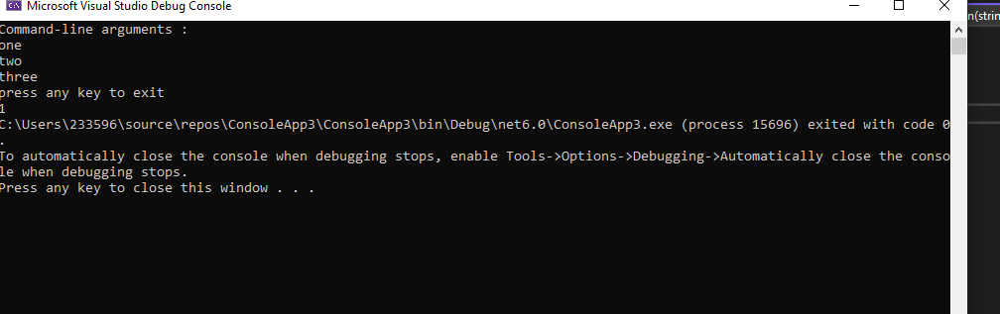 Microsoft Visual Studio Debug Console
n(strin
Command-line arguments :
one
two
three
press any key to exit
1
C:\Users\233596\source\repos\ConsoleApp3\ConsoleApp3\bin\Debug\net6.0\ConsoleApp3.exe (process 15696) exited with code 0
.
To automatically close the console when debugging stops, enable Tools->Options->Debugging->Automatically close the conso
le when debugging stops.
Press any key to close this window . . .